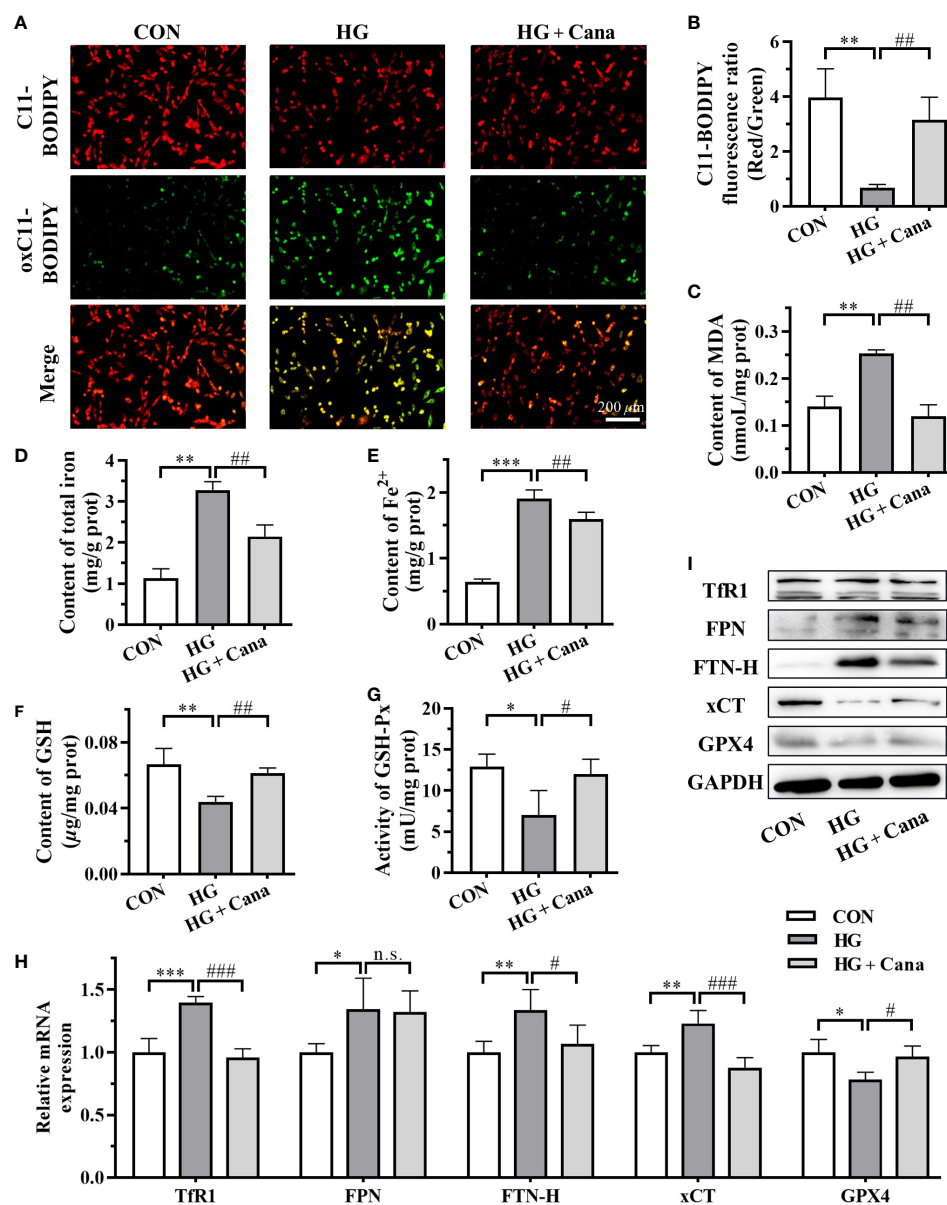 A
CON
HG
HG + Cana
C11-
BODIPY
oxC11-
BODIPY
Merge
200 µm
B
C11-BODIPY
fluorescence ratio
(Red/Green)
6
4
2
0
**
##
CON
HG
HG + Cana
C
Content of MDA
(nmoL/mg prot)
0.3
0.2
0.1
0.0
**
##
CON
HG
HG + Cana
D
Content of total iron
(mg/g prot)
4
3
2
1
0
**
##
CON
HG
HG + Cana
E
Content of Fe²⁺
(mg/g prot)
2
1
0
***
##
CON
HG
HG + Cana
F
Content of GSH
(µg/mg prot)
0.08
0.04
0.00
**
##
CON
HG
HG + Cana
G
Activity of GSH-Px
(mU/mg prot)
20
15
10
5
0
*
#
CON
HG
HG + Cana
I
TfR1
FPN
FTN-H
xCT
GPX4
GAPDH
CON
HG
HG + Cana
CON
HG
HG + Cana
H
Relative mRNA
expression
1.5
1.0
0.5
0.0
*** ###
* n.s.
** #
** ###
* #
TfR1 FPN FTN-H xCT GPX4